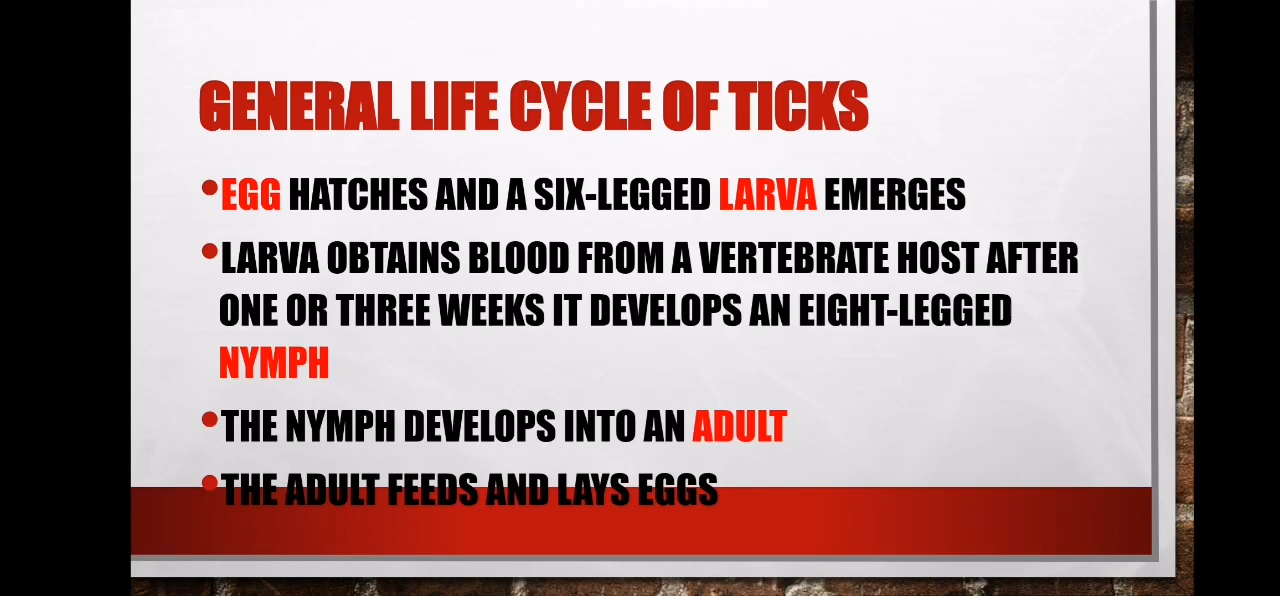 GENERAL LIFE CYCLE OF TICKS
•EGG HATCHES AND A SIX-LEGGED LARVA EMERGES
•LARVA OBTAINS BLOOD FROM A VERTEBRATE HOST AFTER
ONE OR THREE WEEKS IT DEVELOPS AN EIGHT-LEGGED
NYMPH
•THE NYMPH DEVELOPS INTO AN ADULT
•THE ADULT FEEDS AND LAYS EGGS